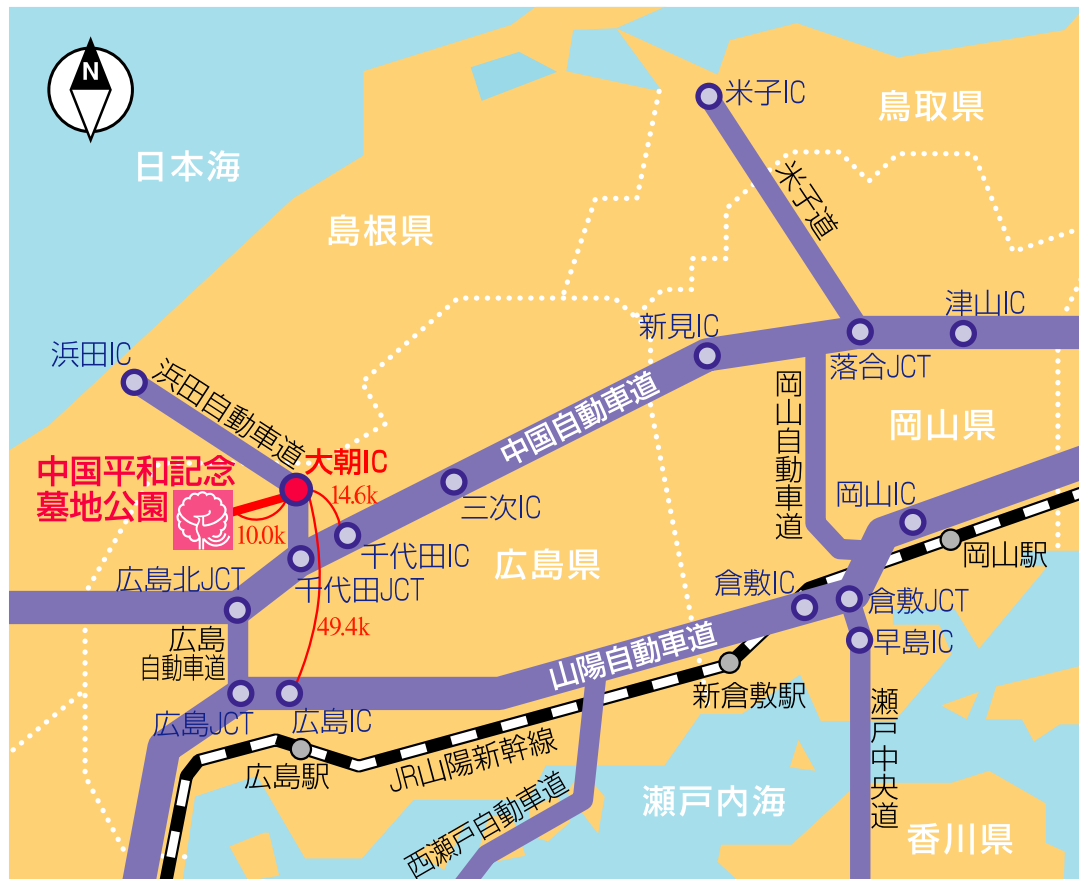 N
米子IC
鳥取県
日本海
米子道
島根県
津山IC
新見IC
浜田IC
落合JCT
浜田自動車道
中国自動車道
岡山自動車道
岡山県
中国平和記念
墓地公園
大朝IC
14.6k
10.0k
三次IC
岡山IC
千代田IC
岡山駅
広島県
広島北JCT
千代田JCT
倉敷IC
倉敷JCT
49.4k
広島
自動車道
早島IC
山陽自動車道
新倉敷駅
広島JCT
広島IC
瀬戸中央道
JR山陽新幹線
広島駅
瀬戸内海
西瀬戸自動車道
香川県